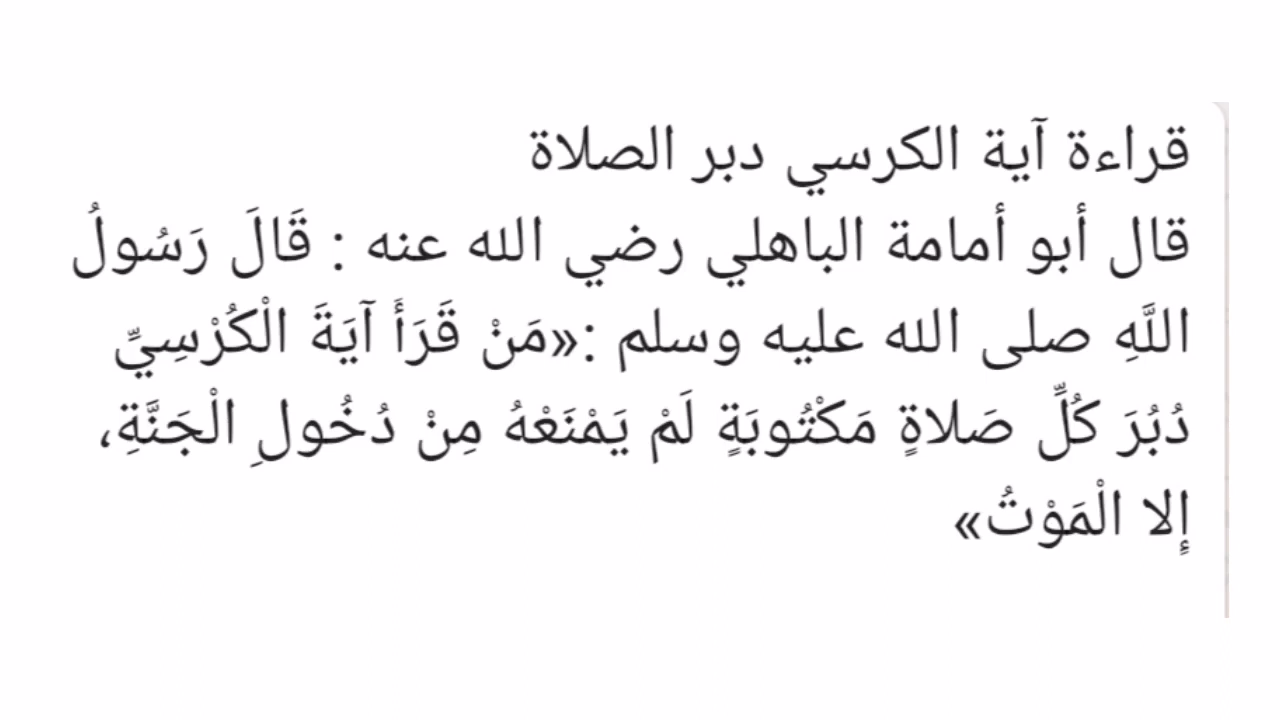 قراءة آية الكرسي دبر الصلاة
قال أبو أمامة الباهلي رضي الله عنه : قَالَ رَسُولُ
اللَّهِ صلى الله عليه وسلم :«مَنْ قَرَأَ آيَةَ الْكُرْسِيِّ
دُبُرَ كُلِّ صَلاةٍ مَكْتُوبَةٍ لَمْ يَمْنَعْهُ مِنْ دُخُولِ الْجَنَّةِ،
إِلا الْمَوْتُ»